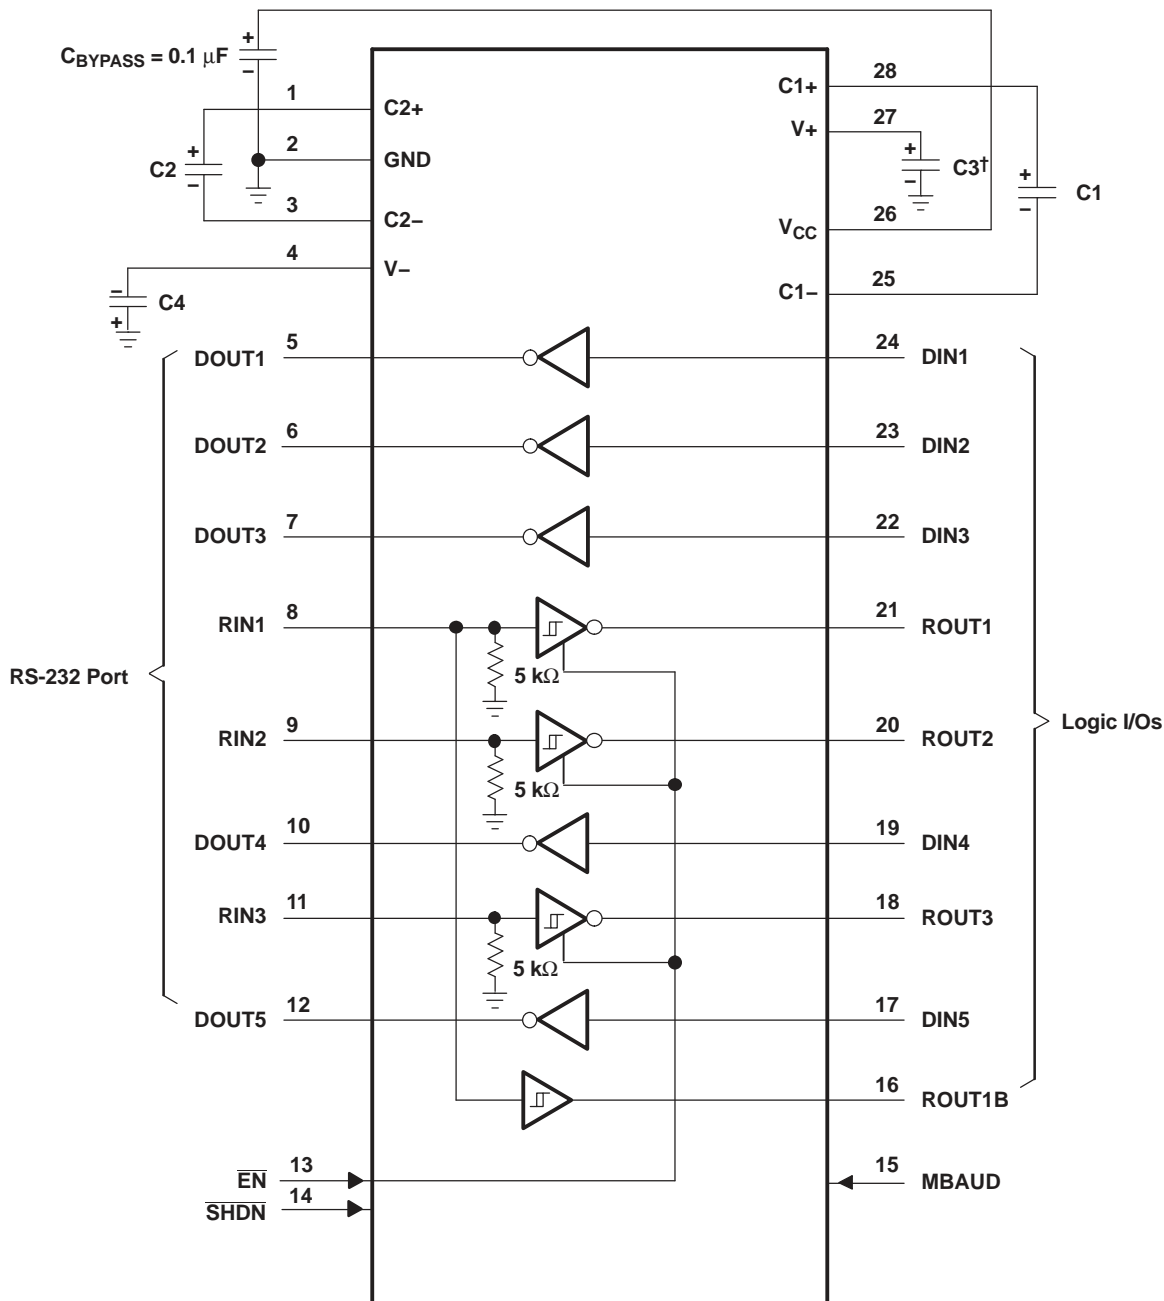 C_BYPASS = 0.1 µF
+
−
1
C2+
C2
+
−
2
GND
3
C2−
4
V−
−
C4
+
28
C1+
27
V+
+
C3†
−
+
C1
−
26
V_CC
25
C1−
DOUT1 5 24 DIN1
DOUT2 6 23 DIN2
DOUT3 7 22 DIN3
RIN1 8 21 ROUT1
5 kΩ
RS-232 Port
RIN2 9 20 ROUT2
5 kΩ
Logic I/Os
DOUT4 10 19 DIN4
RIN3 11 18 ROUT3
5 kΩ
DOUT5 12 17 DIN5
16 ROUT1B
E̅N̅ 13
15 MBAUD
S̅H̅D̅N̅ 14